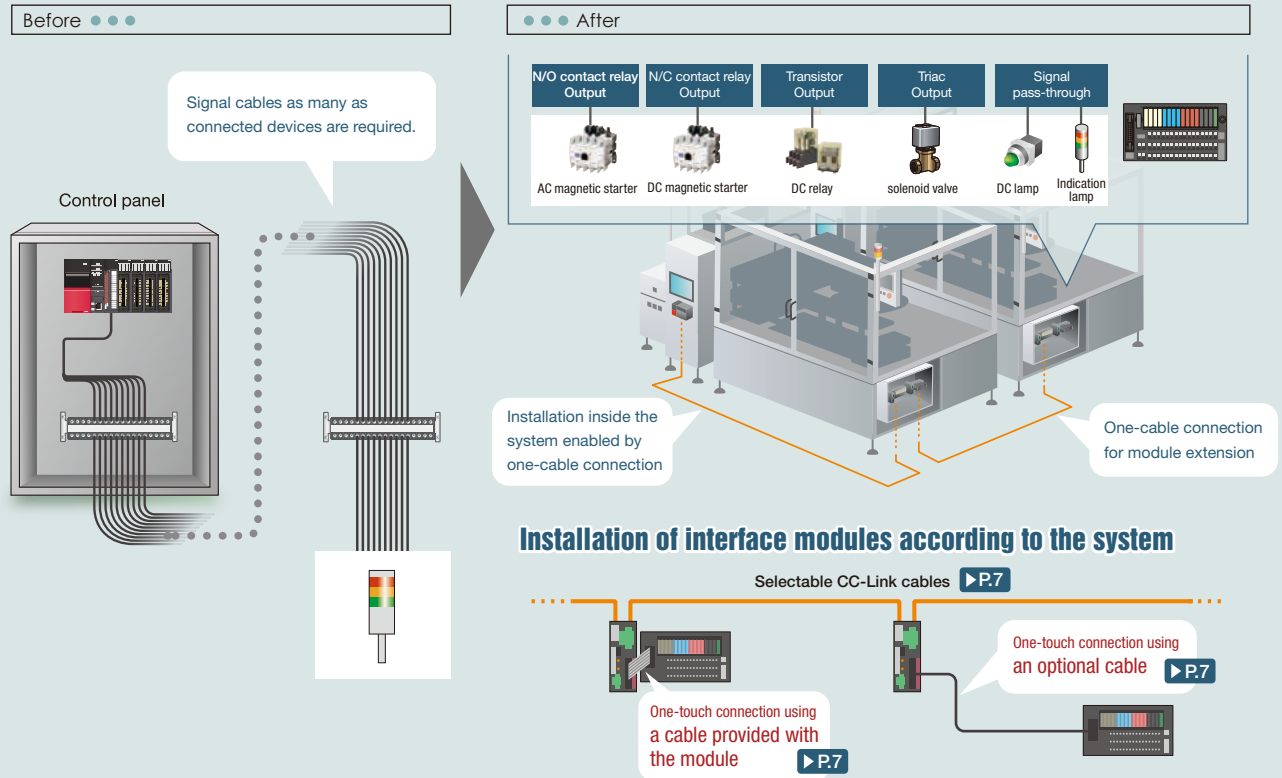 Before
Signal cables as many as
connected devices are required.
Control panel
After
N/O contact relay
Output
N/C contact relay
Output
Transistor
Output
Triac
Output
Signal
pass-through
AC magnetic starter
DC magnetic starter
DC relay
solenoid valve
DC lamp
Indication
lamp
Installation inside the
system enabled by
one-cable connection
One-cable connection
for module extension
Installation of interface modules according to the system
Selectable CC-Link cables ▶P.7
One-touch connection using
a cable provided with
the module ▶P.7
One-touch connection using
an optional cable ▶P.7